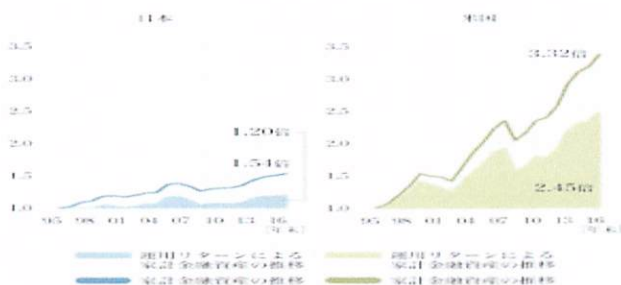 日本
米国
3.5
3.0
2.5
2.0
1.5
1.0
1.20倍
1.54倍
95 98 01 04 07 10 13 16
(年末)
3.5
3.0
2.5
2.0
1.5
1.0
3.32倍
2.45倍
95 98 01 04 07 10 13 16
(年末)
運用リターンによる
家計金融資産の推移
家計金融資産の推移
運用リターンによる
家計金融資産の推移
家計金融資産の推移